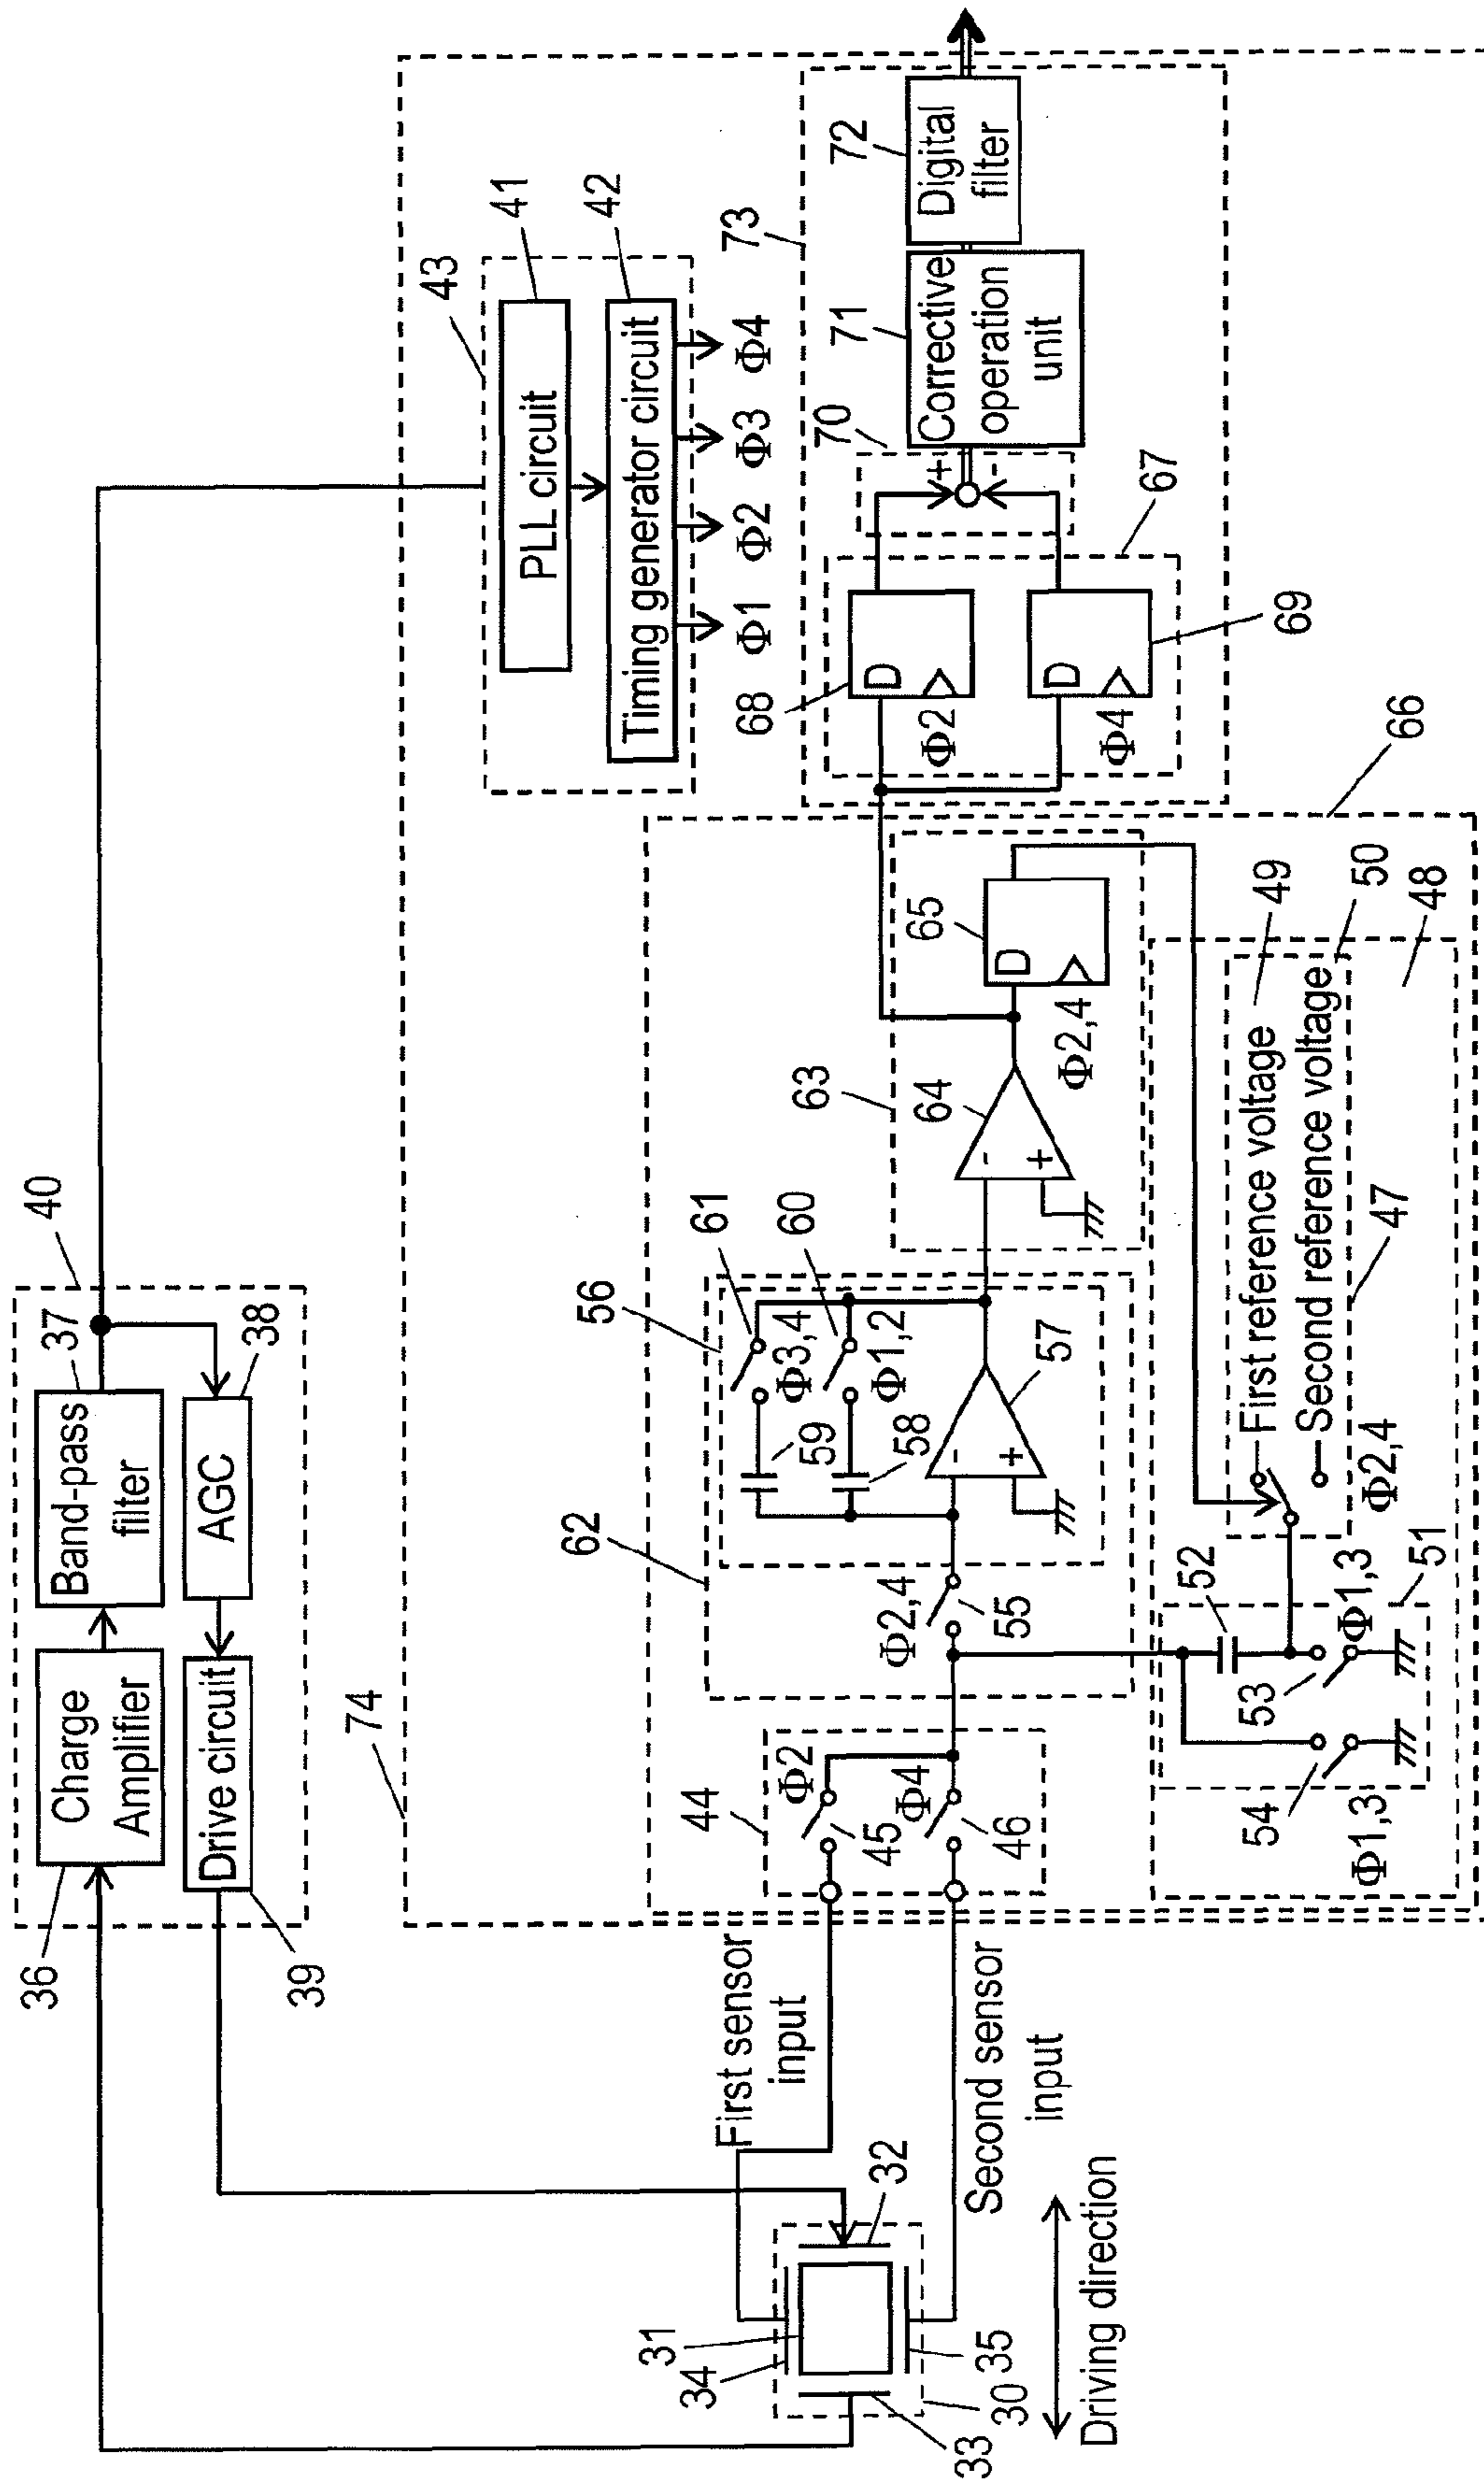 40
36
Charge
Amplifier
Band-pass
filter
37
AGC
38
Drive circuit
39
74
43
PLL circuit
41
Timing generator circuit
42
Φ1
Φ2
Φ3
Φ4
First sensor
input
Second sensor
input
31
34
32
35
30
33
Driving direction
44
Φ2
45
Φ4
46
62
Φ2,4
55
56
61
Φ3,4
60
Φ1,2
59
58
-
+
57
63
64
-
+
65
D
Φ2,4
66
First reference voltage
49
Second reference voltage
50
48
47
Φ2,4
52
53
Φ1,3
51
54
Φ1,3
73
68
D
Φ2
D
Φ4
69
67
70
+
-
71
Corrective
operation
unit
72
Digital
filter